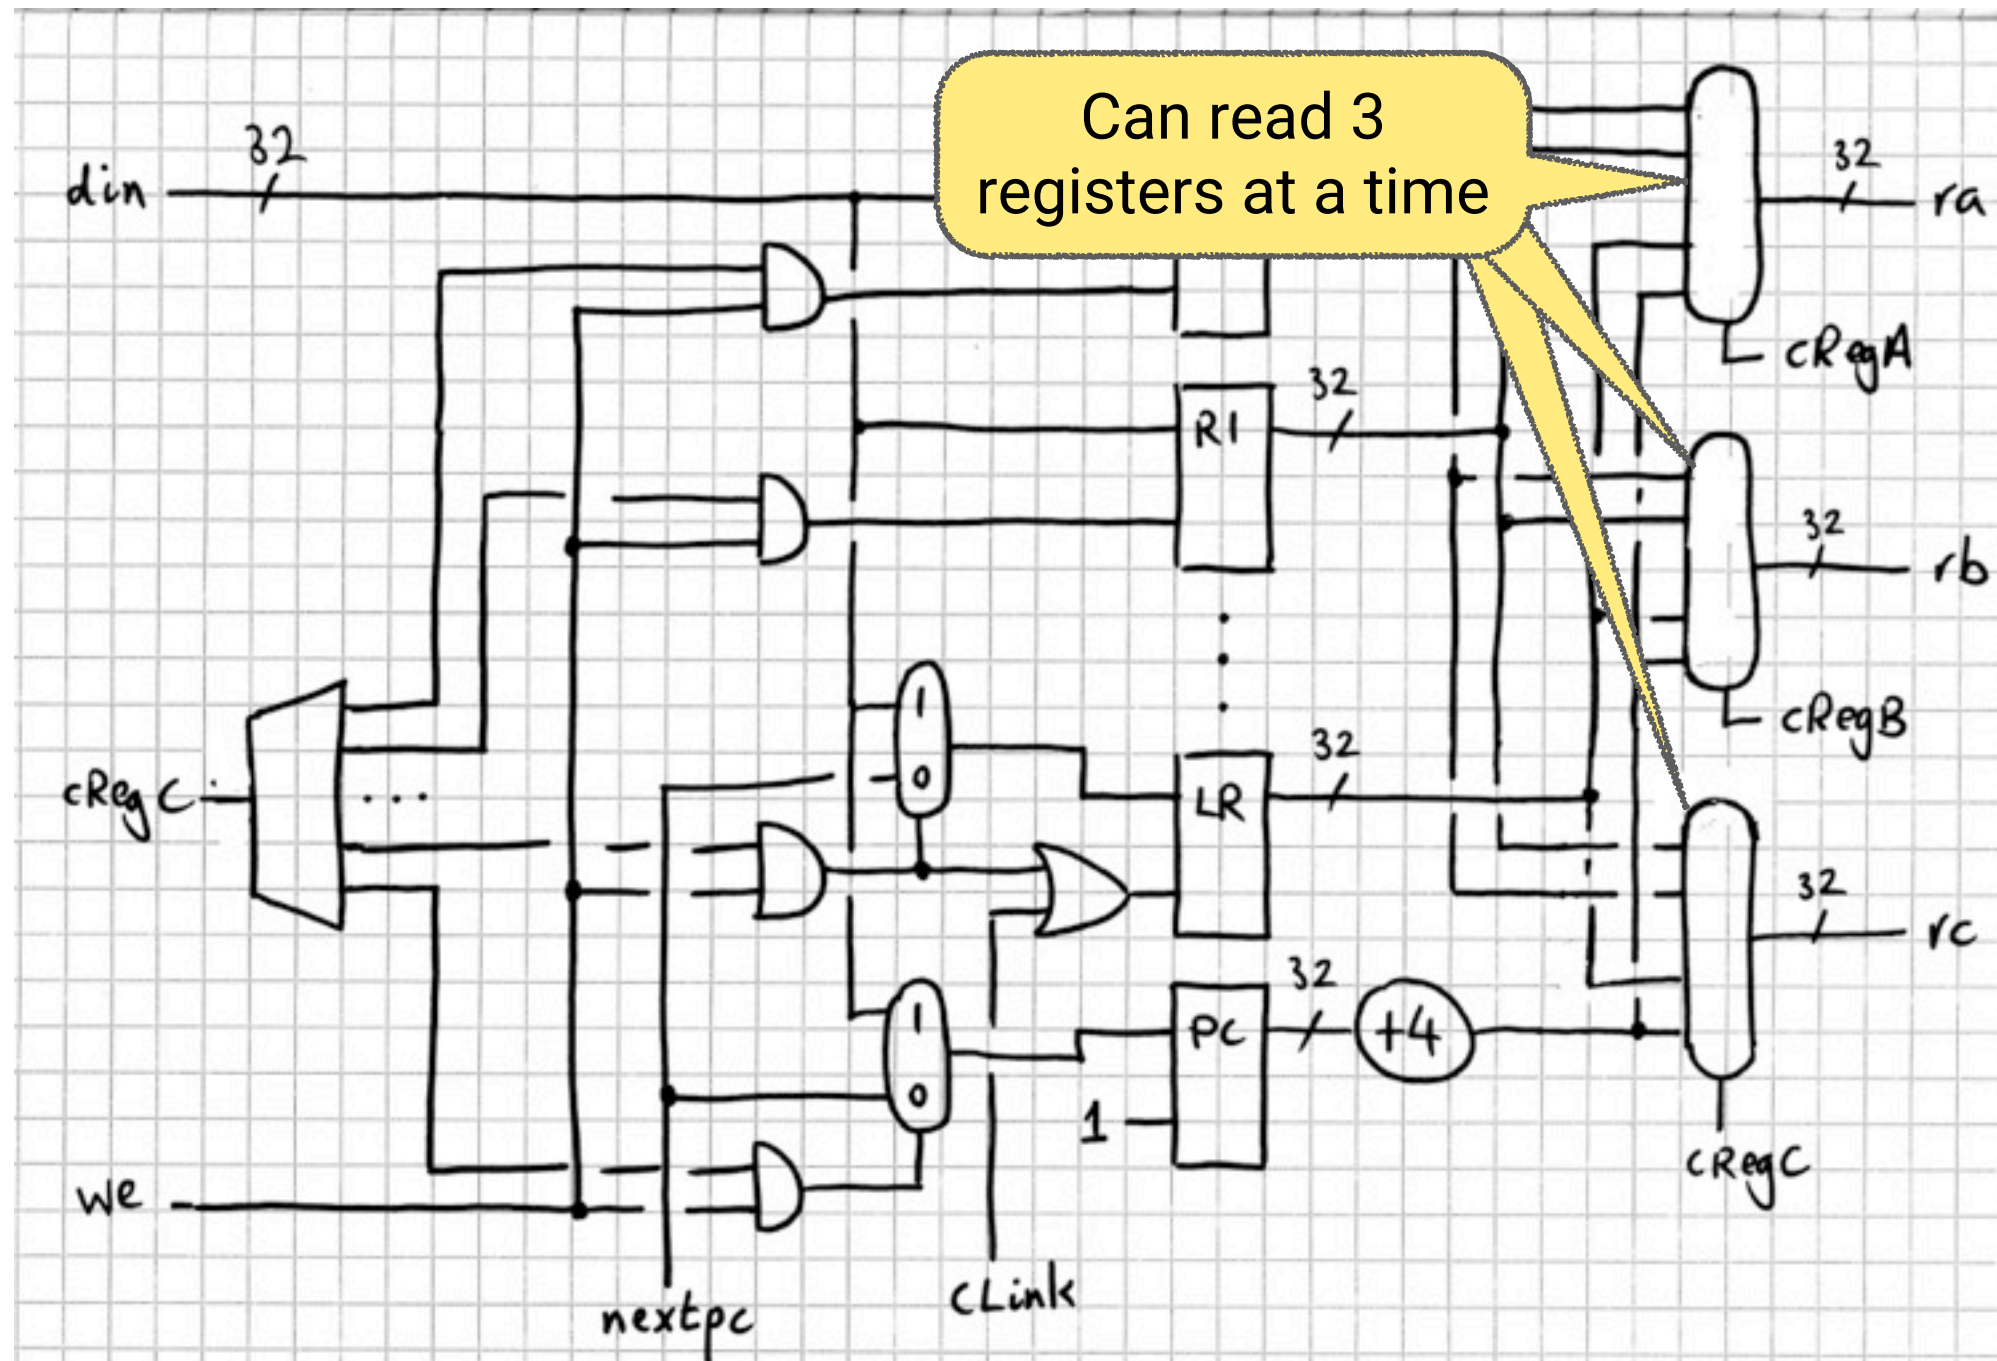 Can read 3
registers at a time
32
din
32
ra
cRegA
32
R1
32
rb
cRegB
1
0
32
LR
cRegC
32
rc
32
1
0
PC
+4
1
cRegC
we
cLink
nextpc